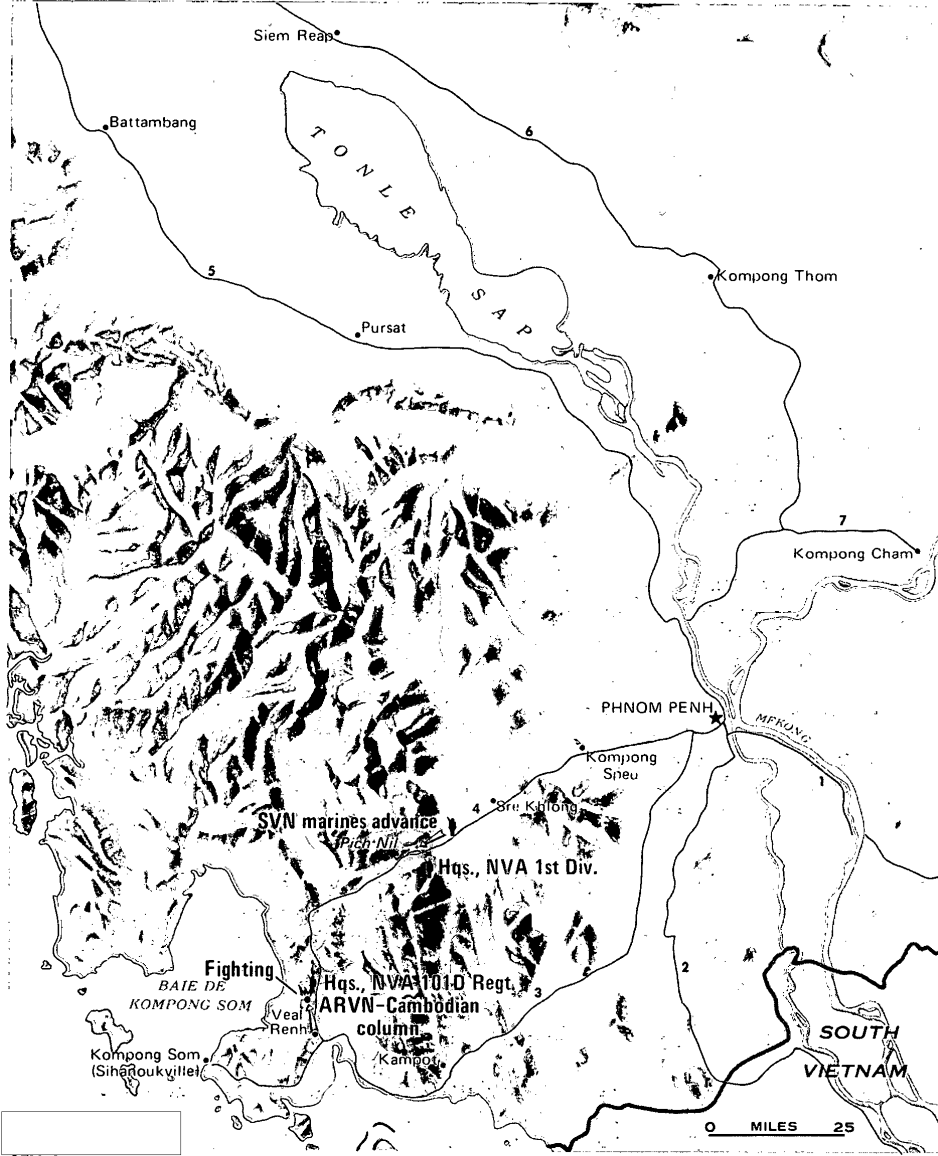 Siem Reap
Battambang
6
TONLE SAP
5
Kompong Thom
Pursat
7
Kompong Cham
PHNOM PENH
MEKONG
Kompong
Speu
1
4
Sre Khlong
SVN marines advance
(Pich Nil)
Hqs., NVA 1st Div.
Fighting
BAIE DE
KOMPONG SOM
Hqs., NVA 101D Regt.
3
2
ARVN-Cambodian
column
Veal
Renh
Kompong Som
(Sihanoukville)
Kampot
SOUTH
VIETNAM
0 MILES 25